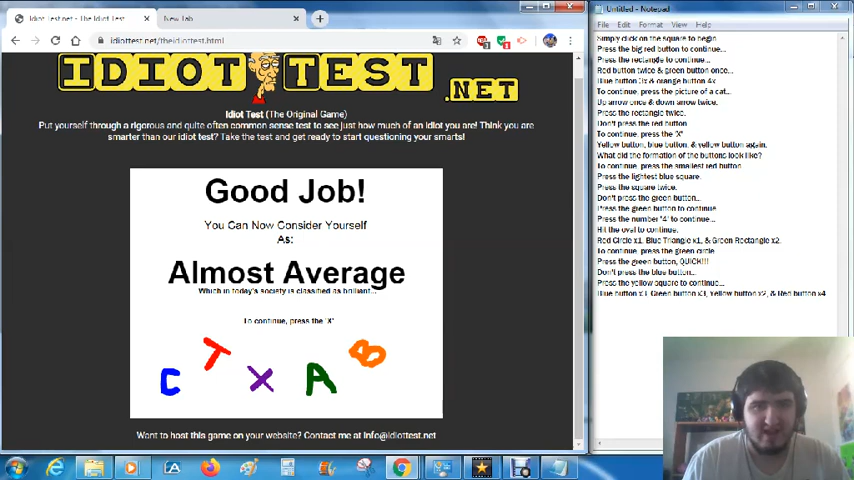 Idiot Test.net - The Idiot Test
New Tab
idiottest.net/theidiottest.html
IDIOT TEST
.NET
Idiot Test (The Original Game)
Put yourself through a rigorous and quite often common sense test to see just how much of an idiot you are! Think you are
smarter than our idiot test? Take the test and get ready to start questioning your smarts!
Good Job!
You Can Now Consider Yourself
As:
Almost Average
Which in today's society is classified as brilliant...
To continue, press the 'X'
C T X A B
Want to host this game on your website? Contact me at info@idiottest.net
Untitled - Notepad
File Edit Format View Help
Simply click on the square to begin
Press the big red button to continue...
Press the rectangle to continue...
Red button twice & green button once...
Blue button 3x & orange button 4x
To continue, press the picture of a cat...
Up arrow once & down arrow twice.
Press the rectangle twice.
Don't press the red button
To continue, press the 'X'
Yellow button, blue button, & yellow button again.
What did the formation of the buttons look like?
To continue, press the smallest red button
Press the lightest blue square.
Press the square twice.
Don't press the green button...
Press the green button to continue
Press the number '4' to continue...
Hit the oval to continue.
Red Circle x1, Blue Triangle x1, & Green Rectangle x2.
To continue, press the green circle
Press the green button, QUICK!!!
Don't press the blue button...
Press the yellow square to continue...
Blue button x3, Green button x3, Yellow button x2, & Red button x4.